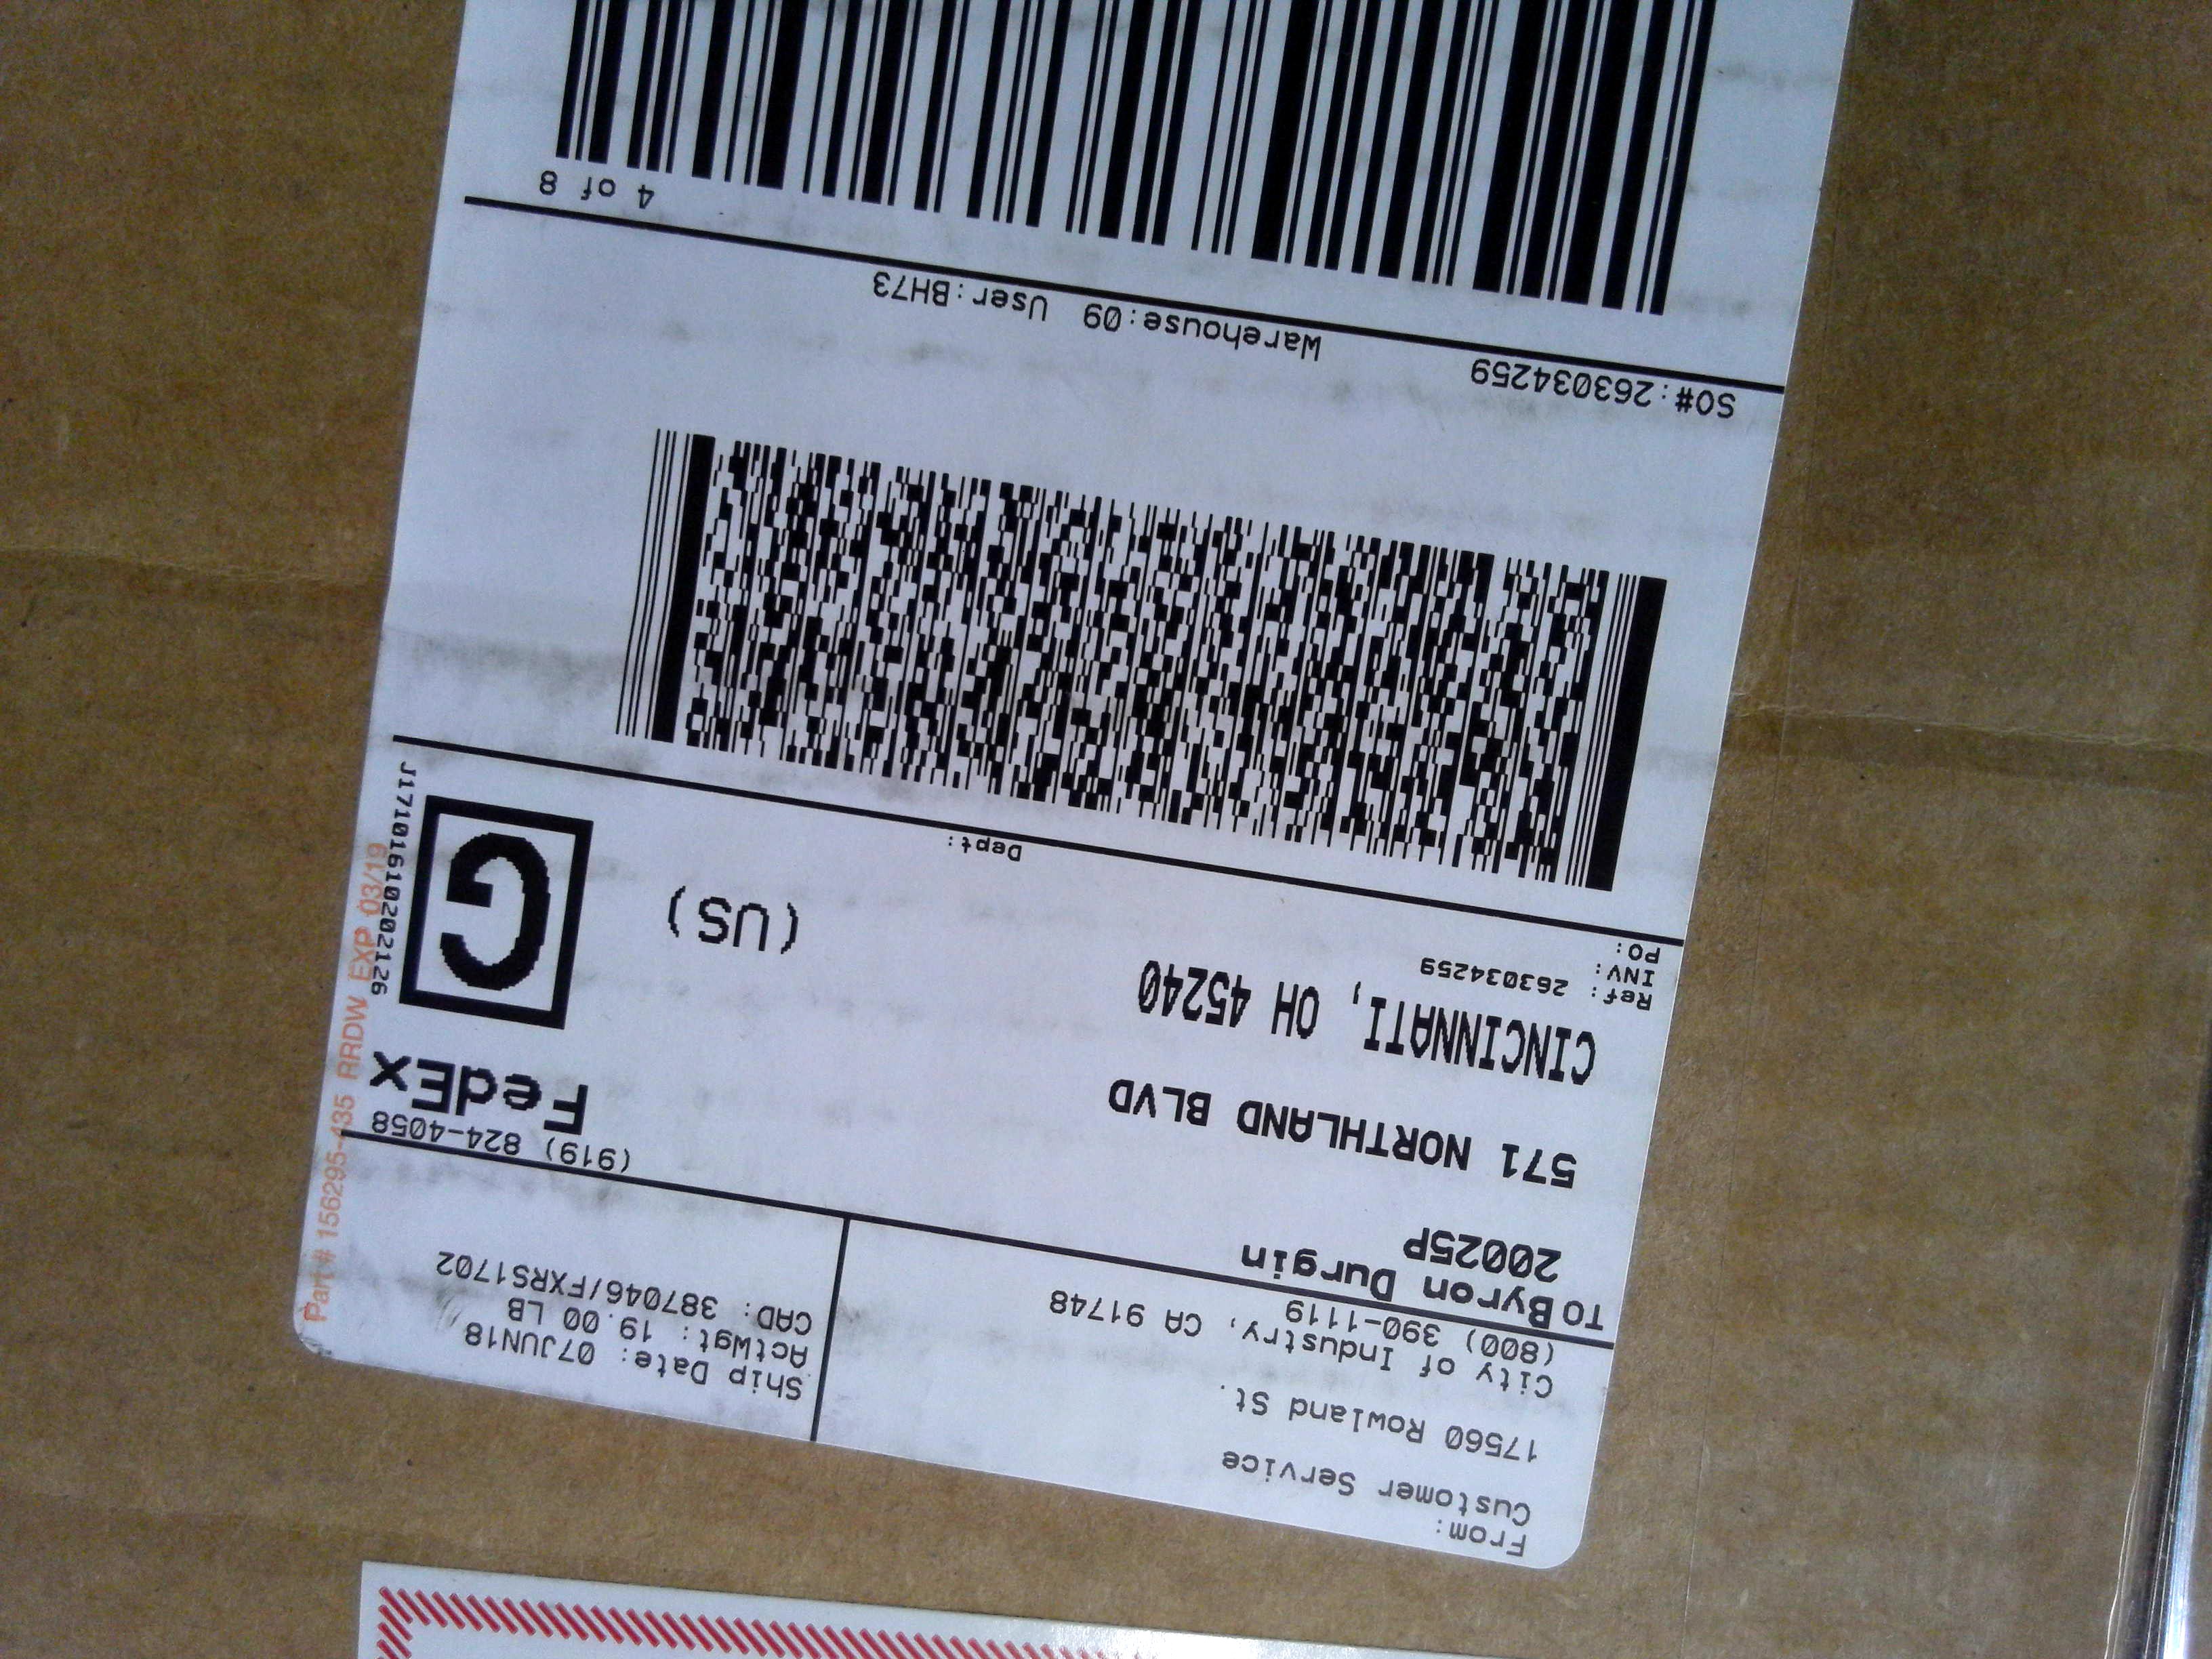 From:
Customer Service
17560 Rowland St.
City of Industry, CA 91748
(800) 390-1119
Ship Date: 07JUN18
ActWgt: 19.00 LB
CAD: 387046/FXRS1702
TO Byron Durgin
20025P
571 NORTHLAND BLVD
CINCINNATI, OH 45240
(919) 824-4058
FedEx
(US)
G
Ref: 263034259
INV:
PO:
Dept:
J17101610202126
Part # 156295-435 RRDW EXP 03/19
SO#:263034259 Warehouse:09 User:BH73
4 of 8